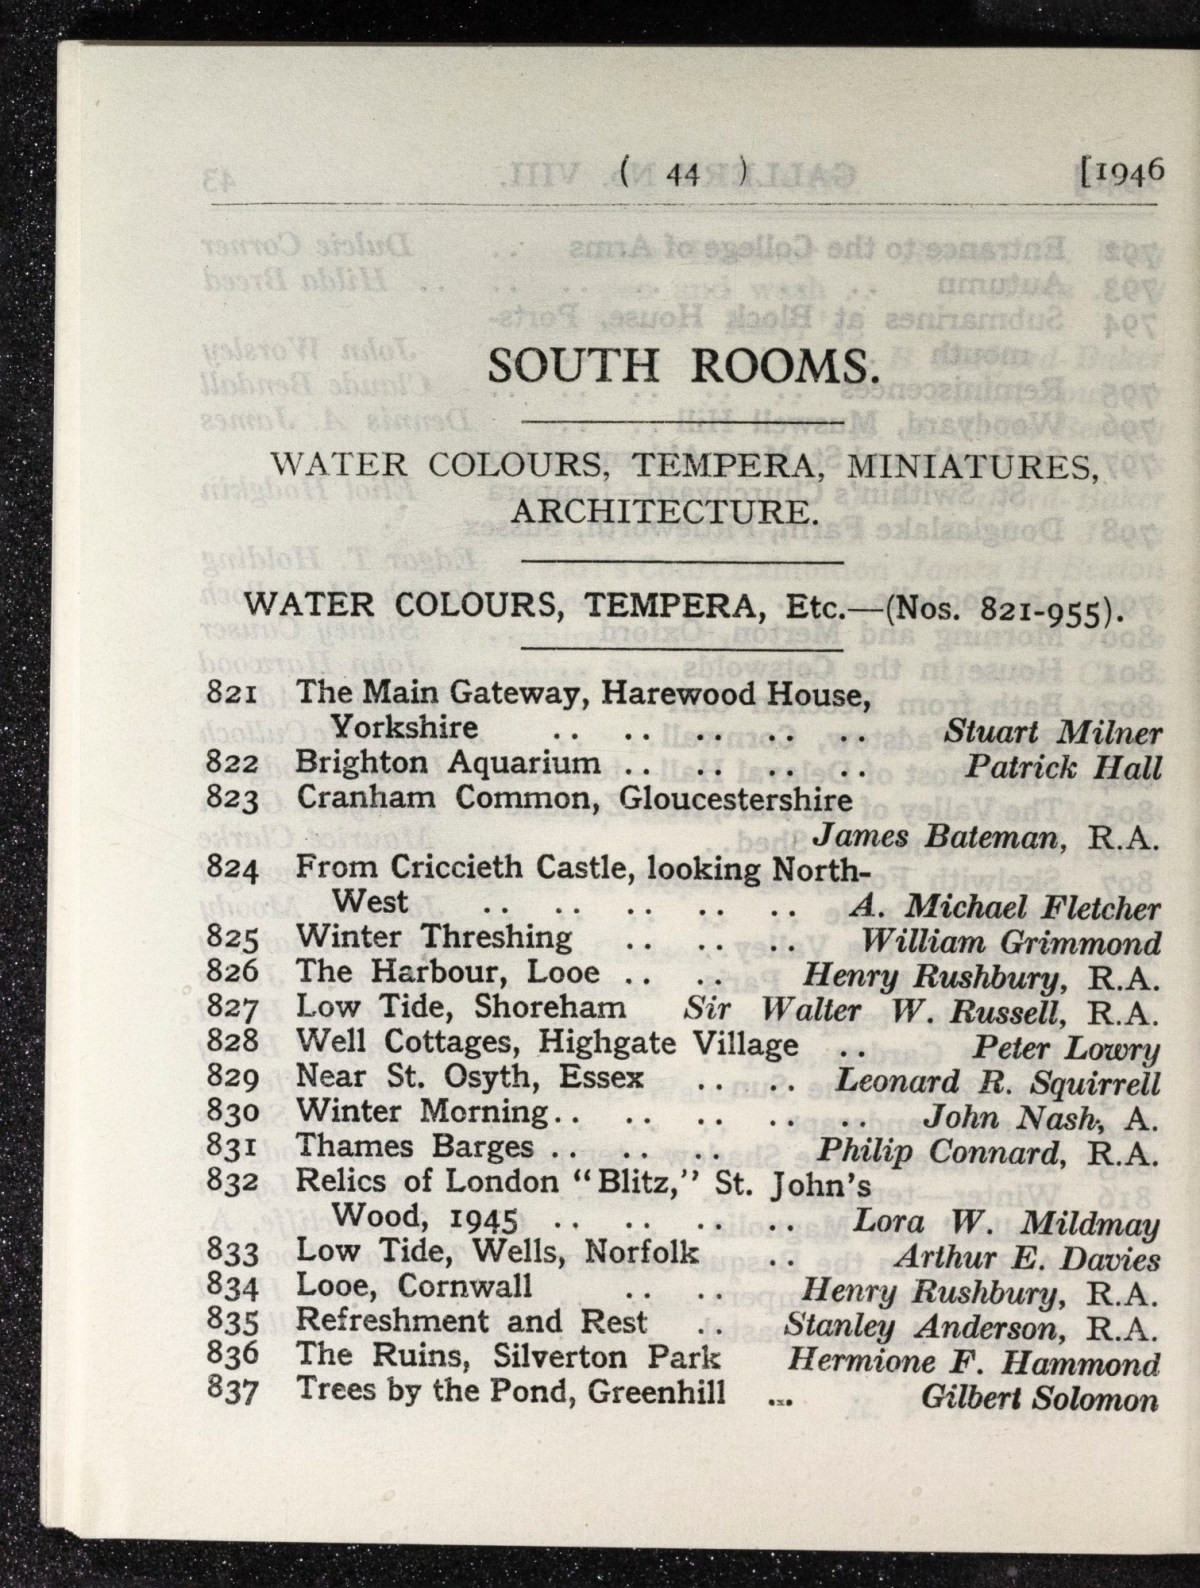 ( 44 ) [1946
SOUTH ROOMS.
WATER COLOURS, TEMPERA, MINIATURES,
ARCHITECTURE.
WATER COLOURS, TEMPERA, Etc.—(Nos. 821-955).
821 The Main Gateway, Harewood House,
Yorkshire .. .. .. .. .. Stuart Milner
822 Brighton Aquarium .. .. .. .. Patrick Hall
823 Cranham Common, Gloucestershire
James Bateman, R.A.
824 From Criccieth Castle, looking North-
West .. .. .. .. .. A. Michael Fletcher
825 Winter Threshing .. .. .. William Grimmond
826 The Harbour, Looe .. .. Henry Rushbury, R.A.
827 Low Tide, Shoreham Sir Walter W. Russell, R.A.
828 Well Cottages, Highgate Village .. Peter Lowry
829 Near St. Osyth, Essex .. .. Leonard R. Squirrell
830 Winter Morning .. .. .. .. .. John Nash, A.
831 Thames Barges .. .. .. Philip Connard, R.A.
832 Relics of London "Blitz," St. John's
Wood, 1945 .. .. .. .. Lora W. Mildmay
833 Low Tide, Wells, Norfolk .. Arthur E. Davies
834 Looe, Cornwall .. .. Henry Rushbury, R.A.
835 Refreshment and Rest .. Stanley Anderson, R.A.
836 The Ruins, Silverton Park Hermione F. Hammond
837 Trees by the Pond, Greenhill ... Gilbert Solomon